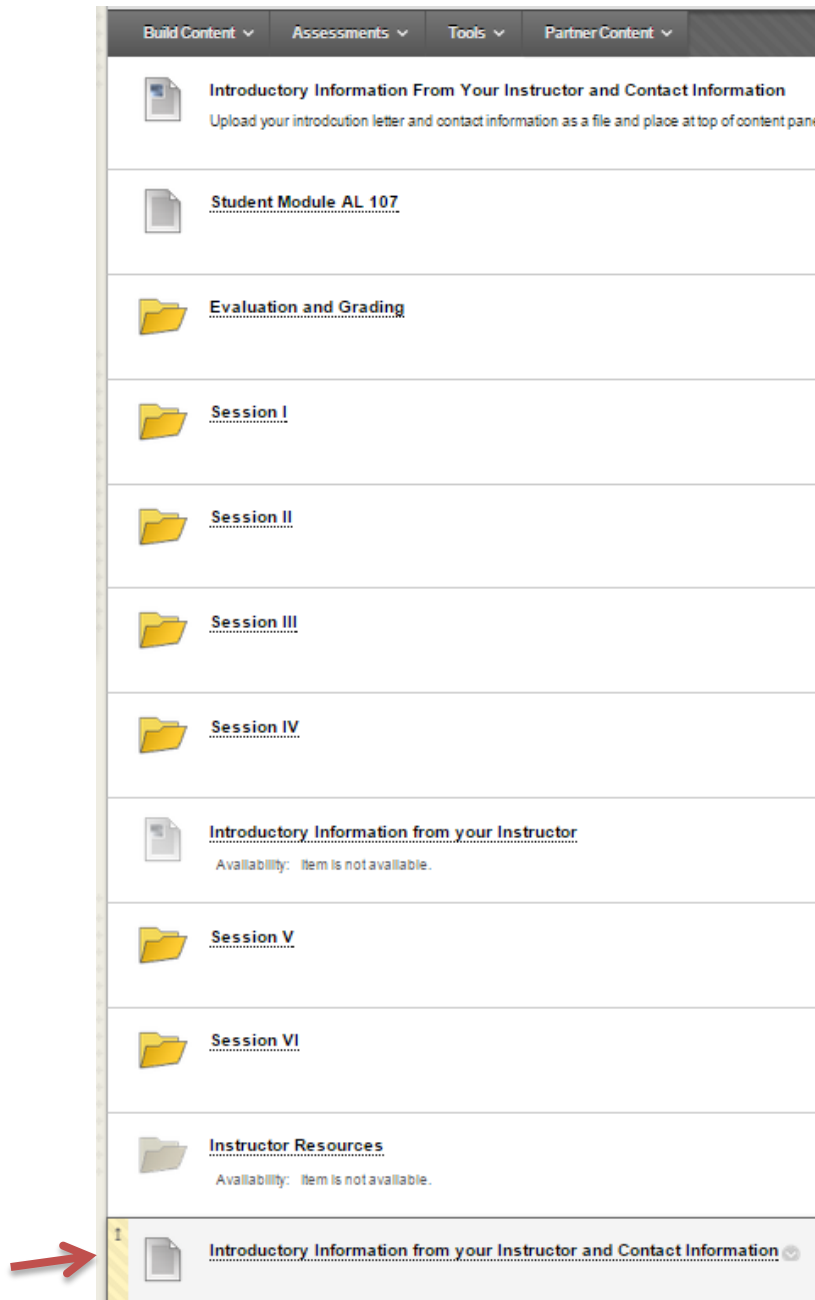 Build Content Assessments Tools Partner Content
Introductory Information From Your Instructor and Contact Information
Upload your introdcution letter and contact information as a file and place at top of content pane
Student Module AL 107
Evaluation and Grading
Session I
Session II
Session III
Session IV
Introductory Information from your Instructor
Availability: Item is not available.
Session V
Session VI
Instructor Resources
Availability: Item is not available.
Introductory Information from your Instructor and Contact Information